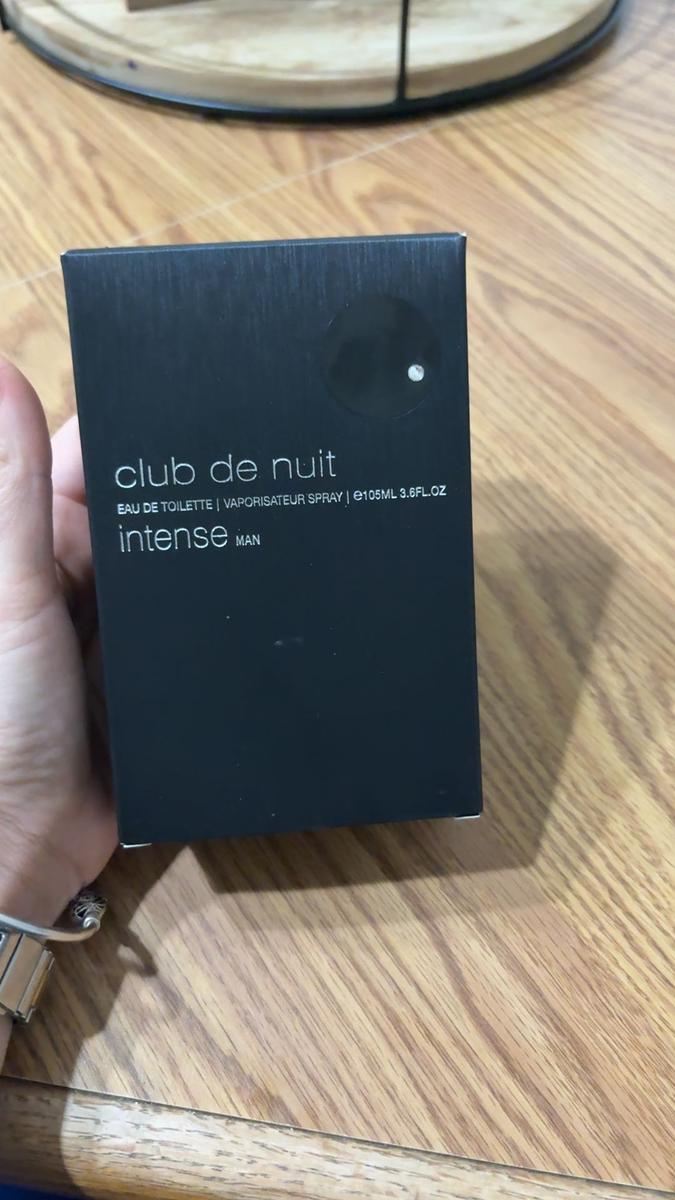 club de nuit
EAU DE TOILETTE | VAPORISATEUR SPRAY | ℮105ML 3.6FL.OZ
intense MAN